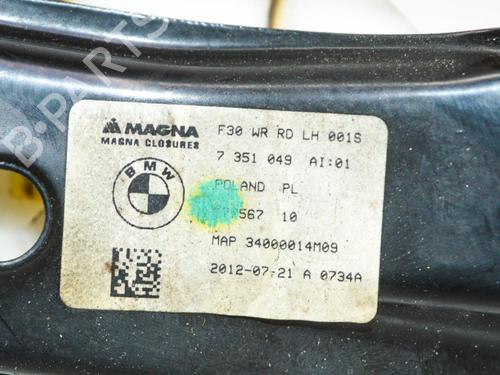 B-PARTS
MAGNA
MAGNA CLOSURES
BMW
F30 WR RD LH 001S
7 351 049 AI:01
POLAND PL
567 10
MAP 34000014M09
2012-07-21 A 0734A